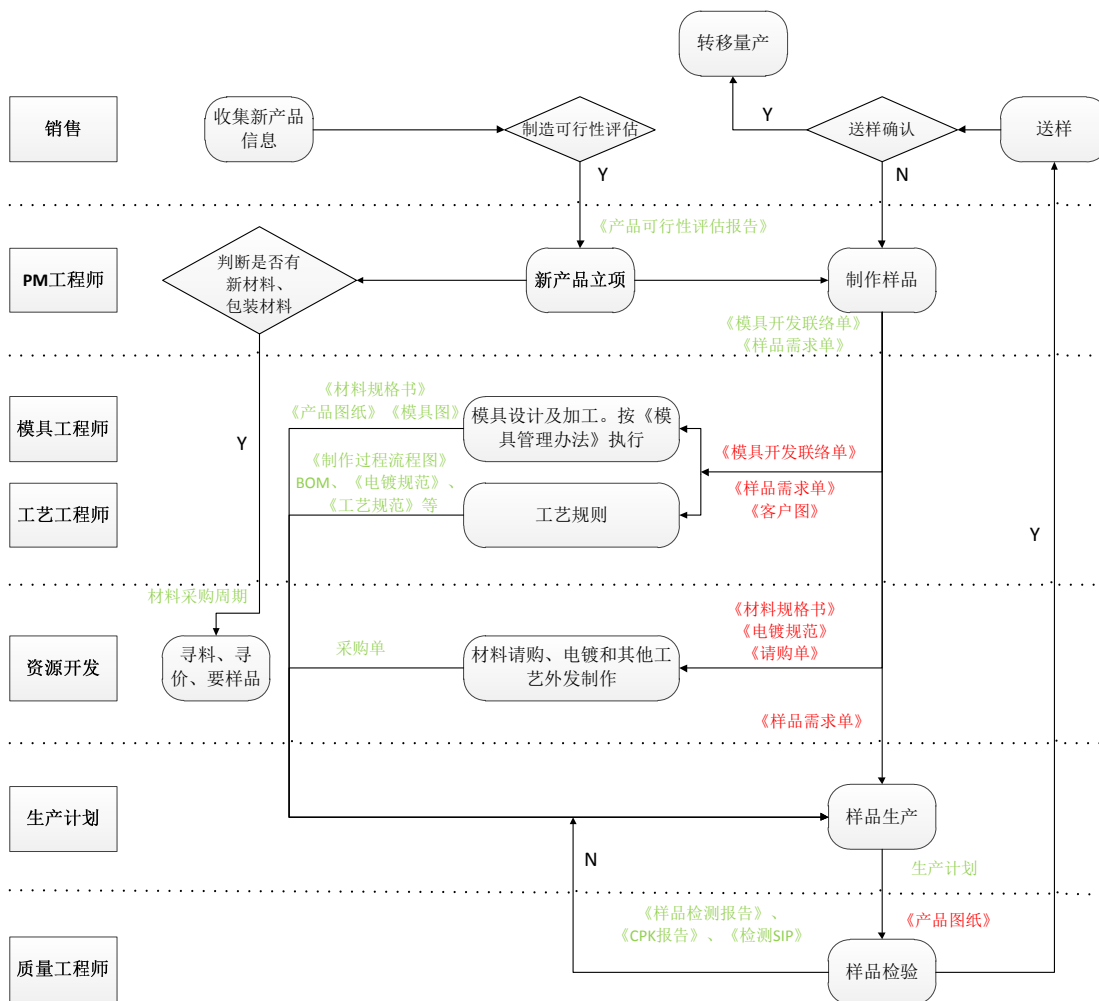 转移量产
销售
收集新产品
信息
制造可行性评估
Y
送样确认
送样
Y
N
《产品可行性评估报告》
PM工程师
判断是否有
新材料、
包装材料
新产品立项
制作样品
《模具开发联络单》
《样品需求单》
模具工程师
《材料规格书》
《产品图纸》《模具图》
模具设计及加工。按《模
具管理办法》执行
Y
《模具开发联络单》
《制作过程流程图》
BOM、《电镀规范》、
《工艺规范》等
工艺工程师
工艺规则
《样品需求单》
《客户图》
Y
材料采购周期
资源开发
寻料、寻
价、要样品
采购单
材料请购、电镀和其他工
艺外发制作
《材料规格书》
《电镀规范》
《请购单》
《样品需求单》
生产计划
样品生产
N
生产计划
《样品检测报告》、
《CPK报告》、《检测SIP》
《产品图纸》
质量工程师
样品检验